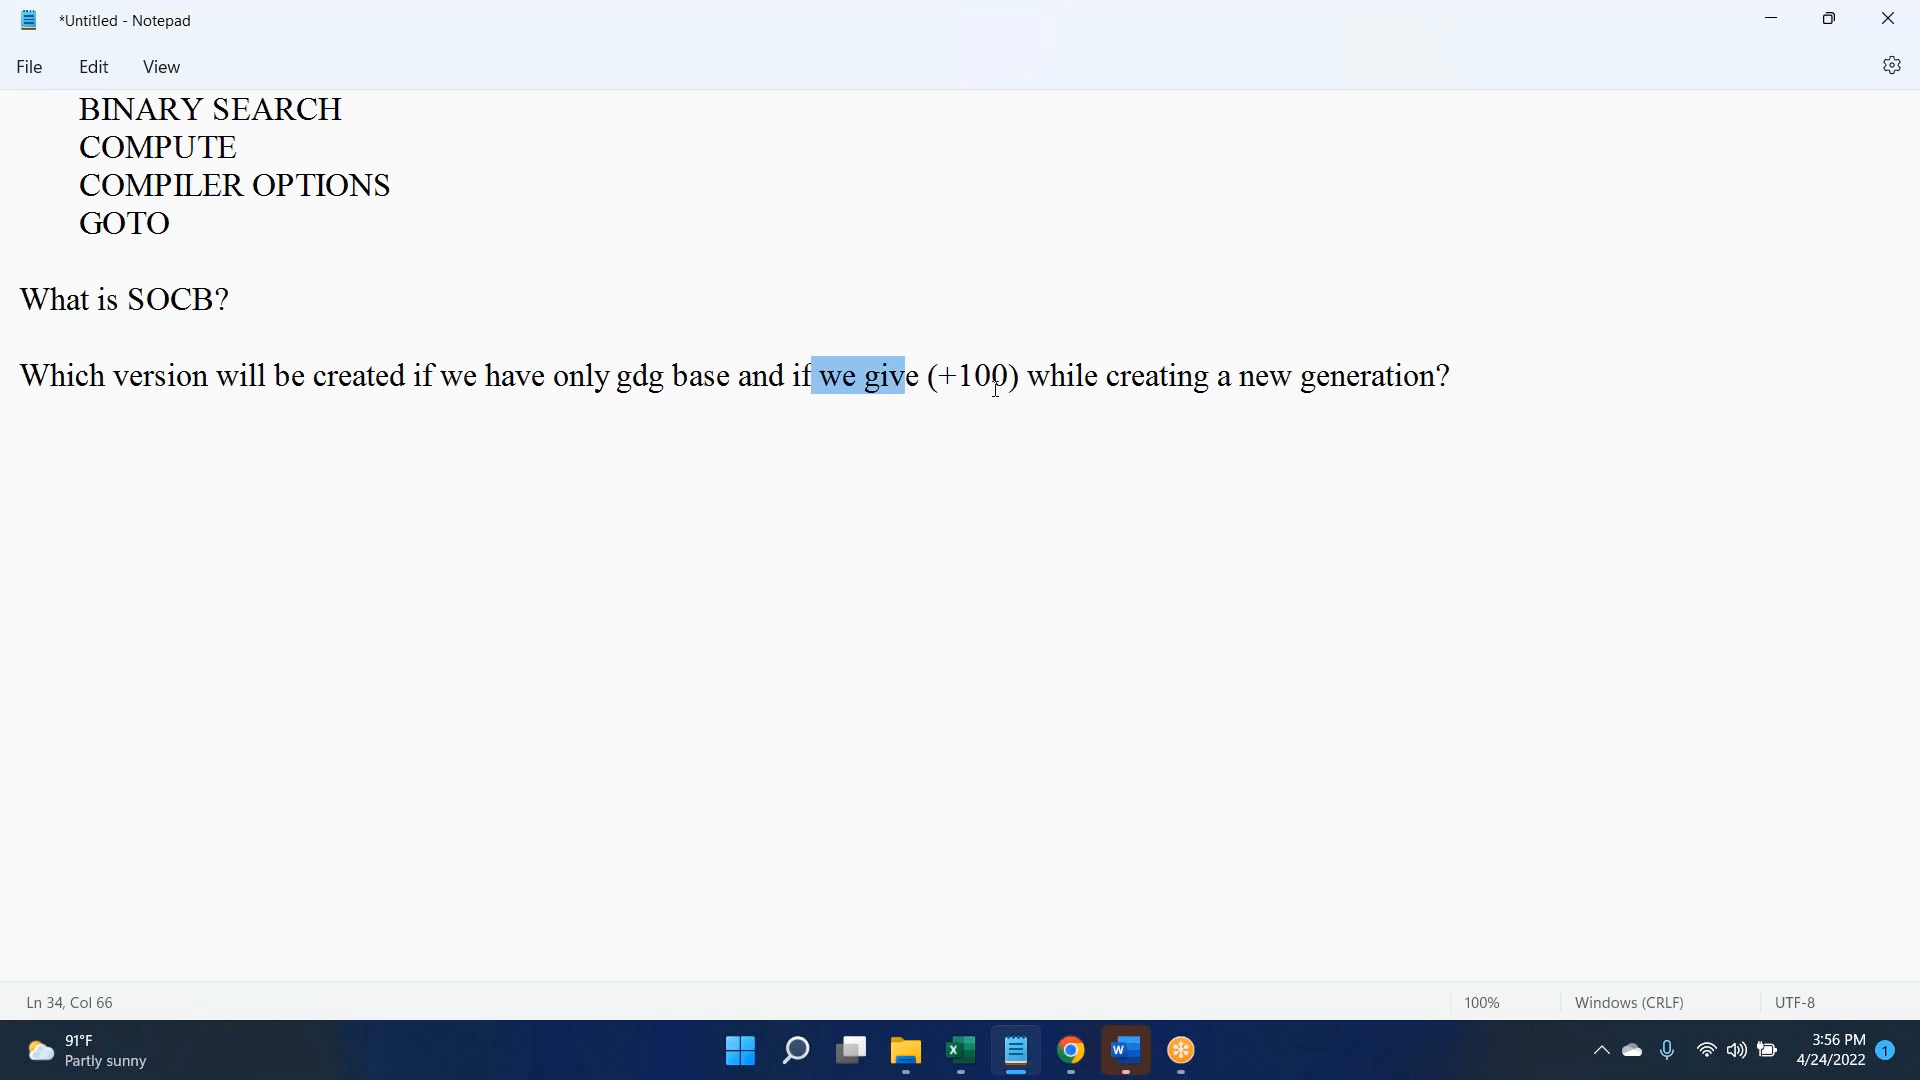 *Untitled - Notepad
File Edit View
BINARY SEARCH
COMPUTE
COMPILER OPTIONS
GOTO
What is SOCB?
Which version will be created if we have only gdg base and if we give (+100) while creating a new generation?
Ln 34, Col 66
100%
Windows (CRLF)
UTF-8
91°F
Partly sunny
3:56 PM
4/24/2022
1